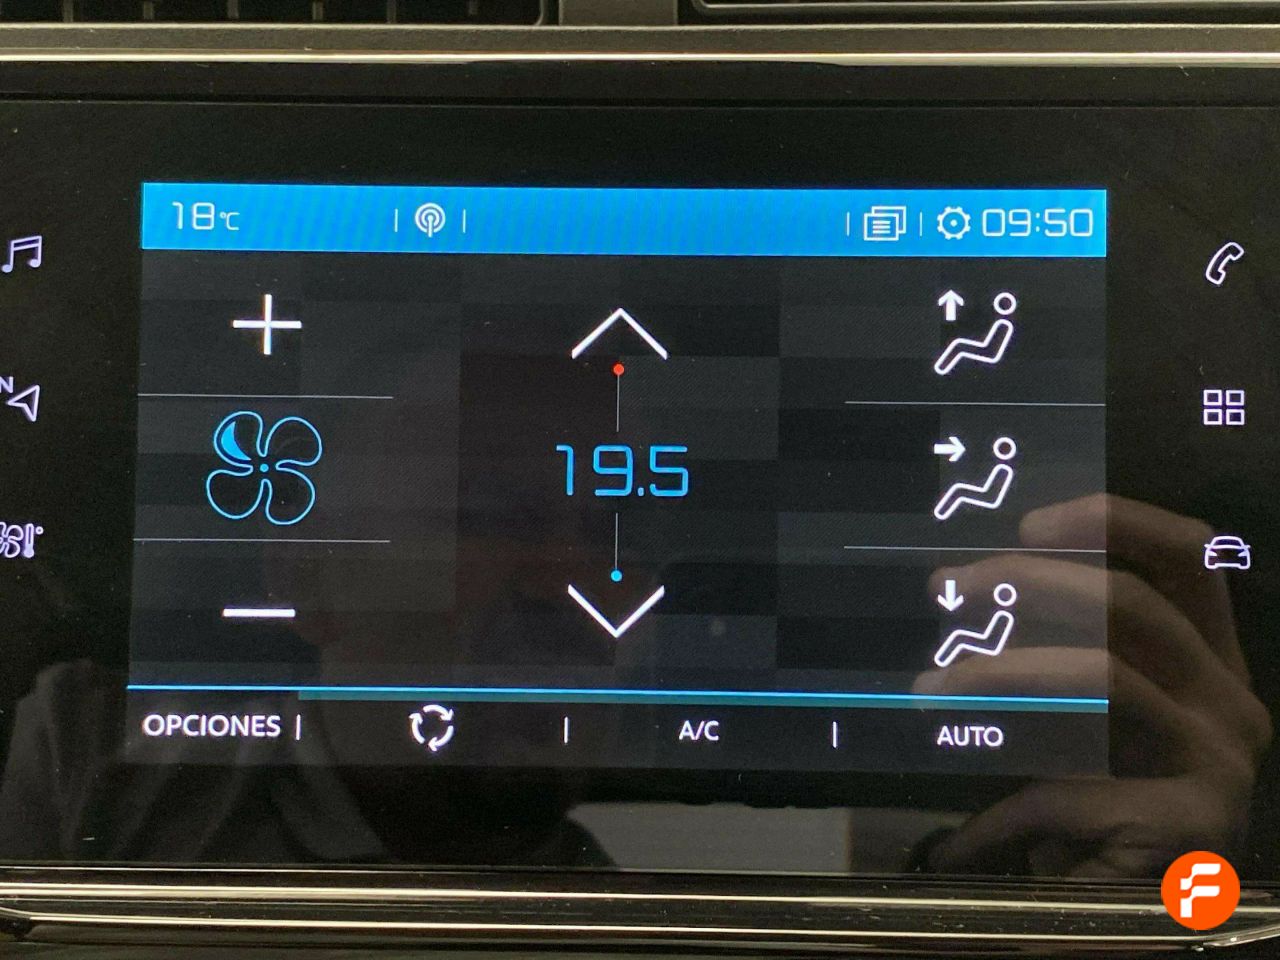 18°C
09:50
N
19.5
OPCIONES
A/C
AUTO
F